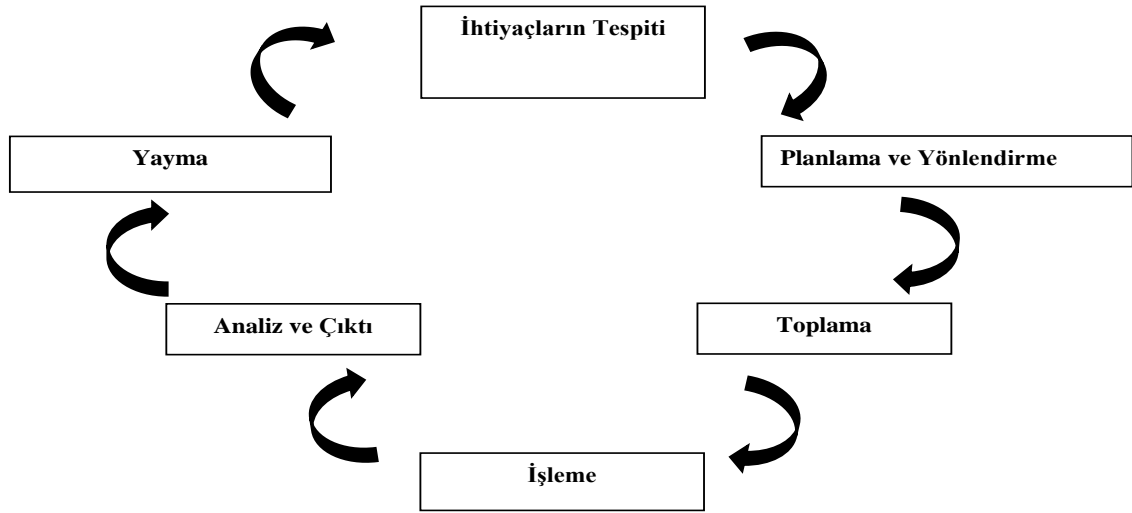 İhtiyaçların Tespiti
Planlama ve Yönlendirme
Toplama
İşleme
Analiz ve Çıktı
Yayma